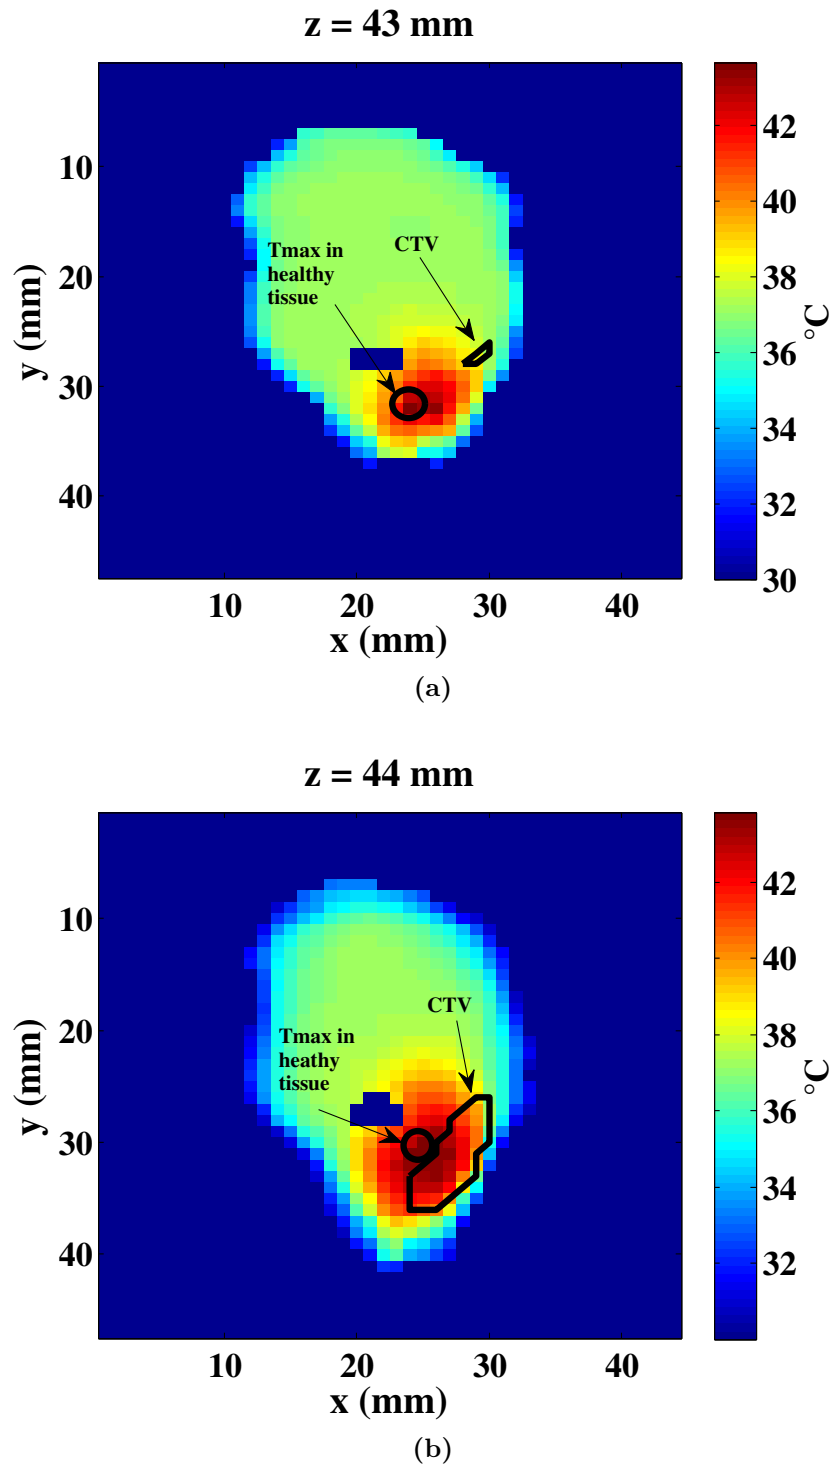 z = 43 mm
42
40
38
36
34
32
30
°C
10
20
30
40
y (mm)
Tmax in
healthy
tissue
CTV
10 20 30 40
x (mm)
(a)
z = 44 mm
42
40
38
36
34
32
°C
10
20
30
40
y (mm)
CTV
Tmax in
heathy
tissue
10 20 30 40
x (mm)
(b)